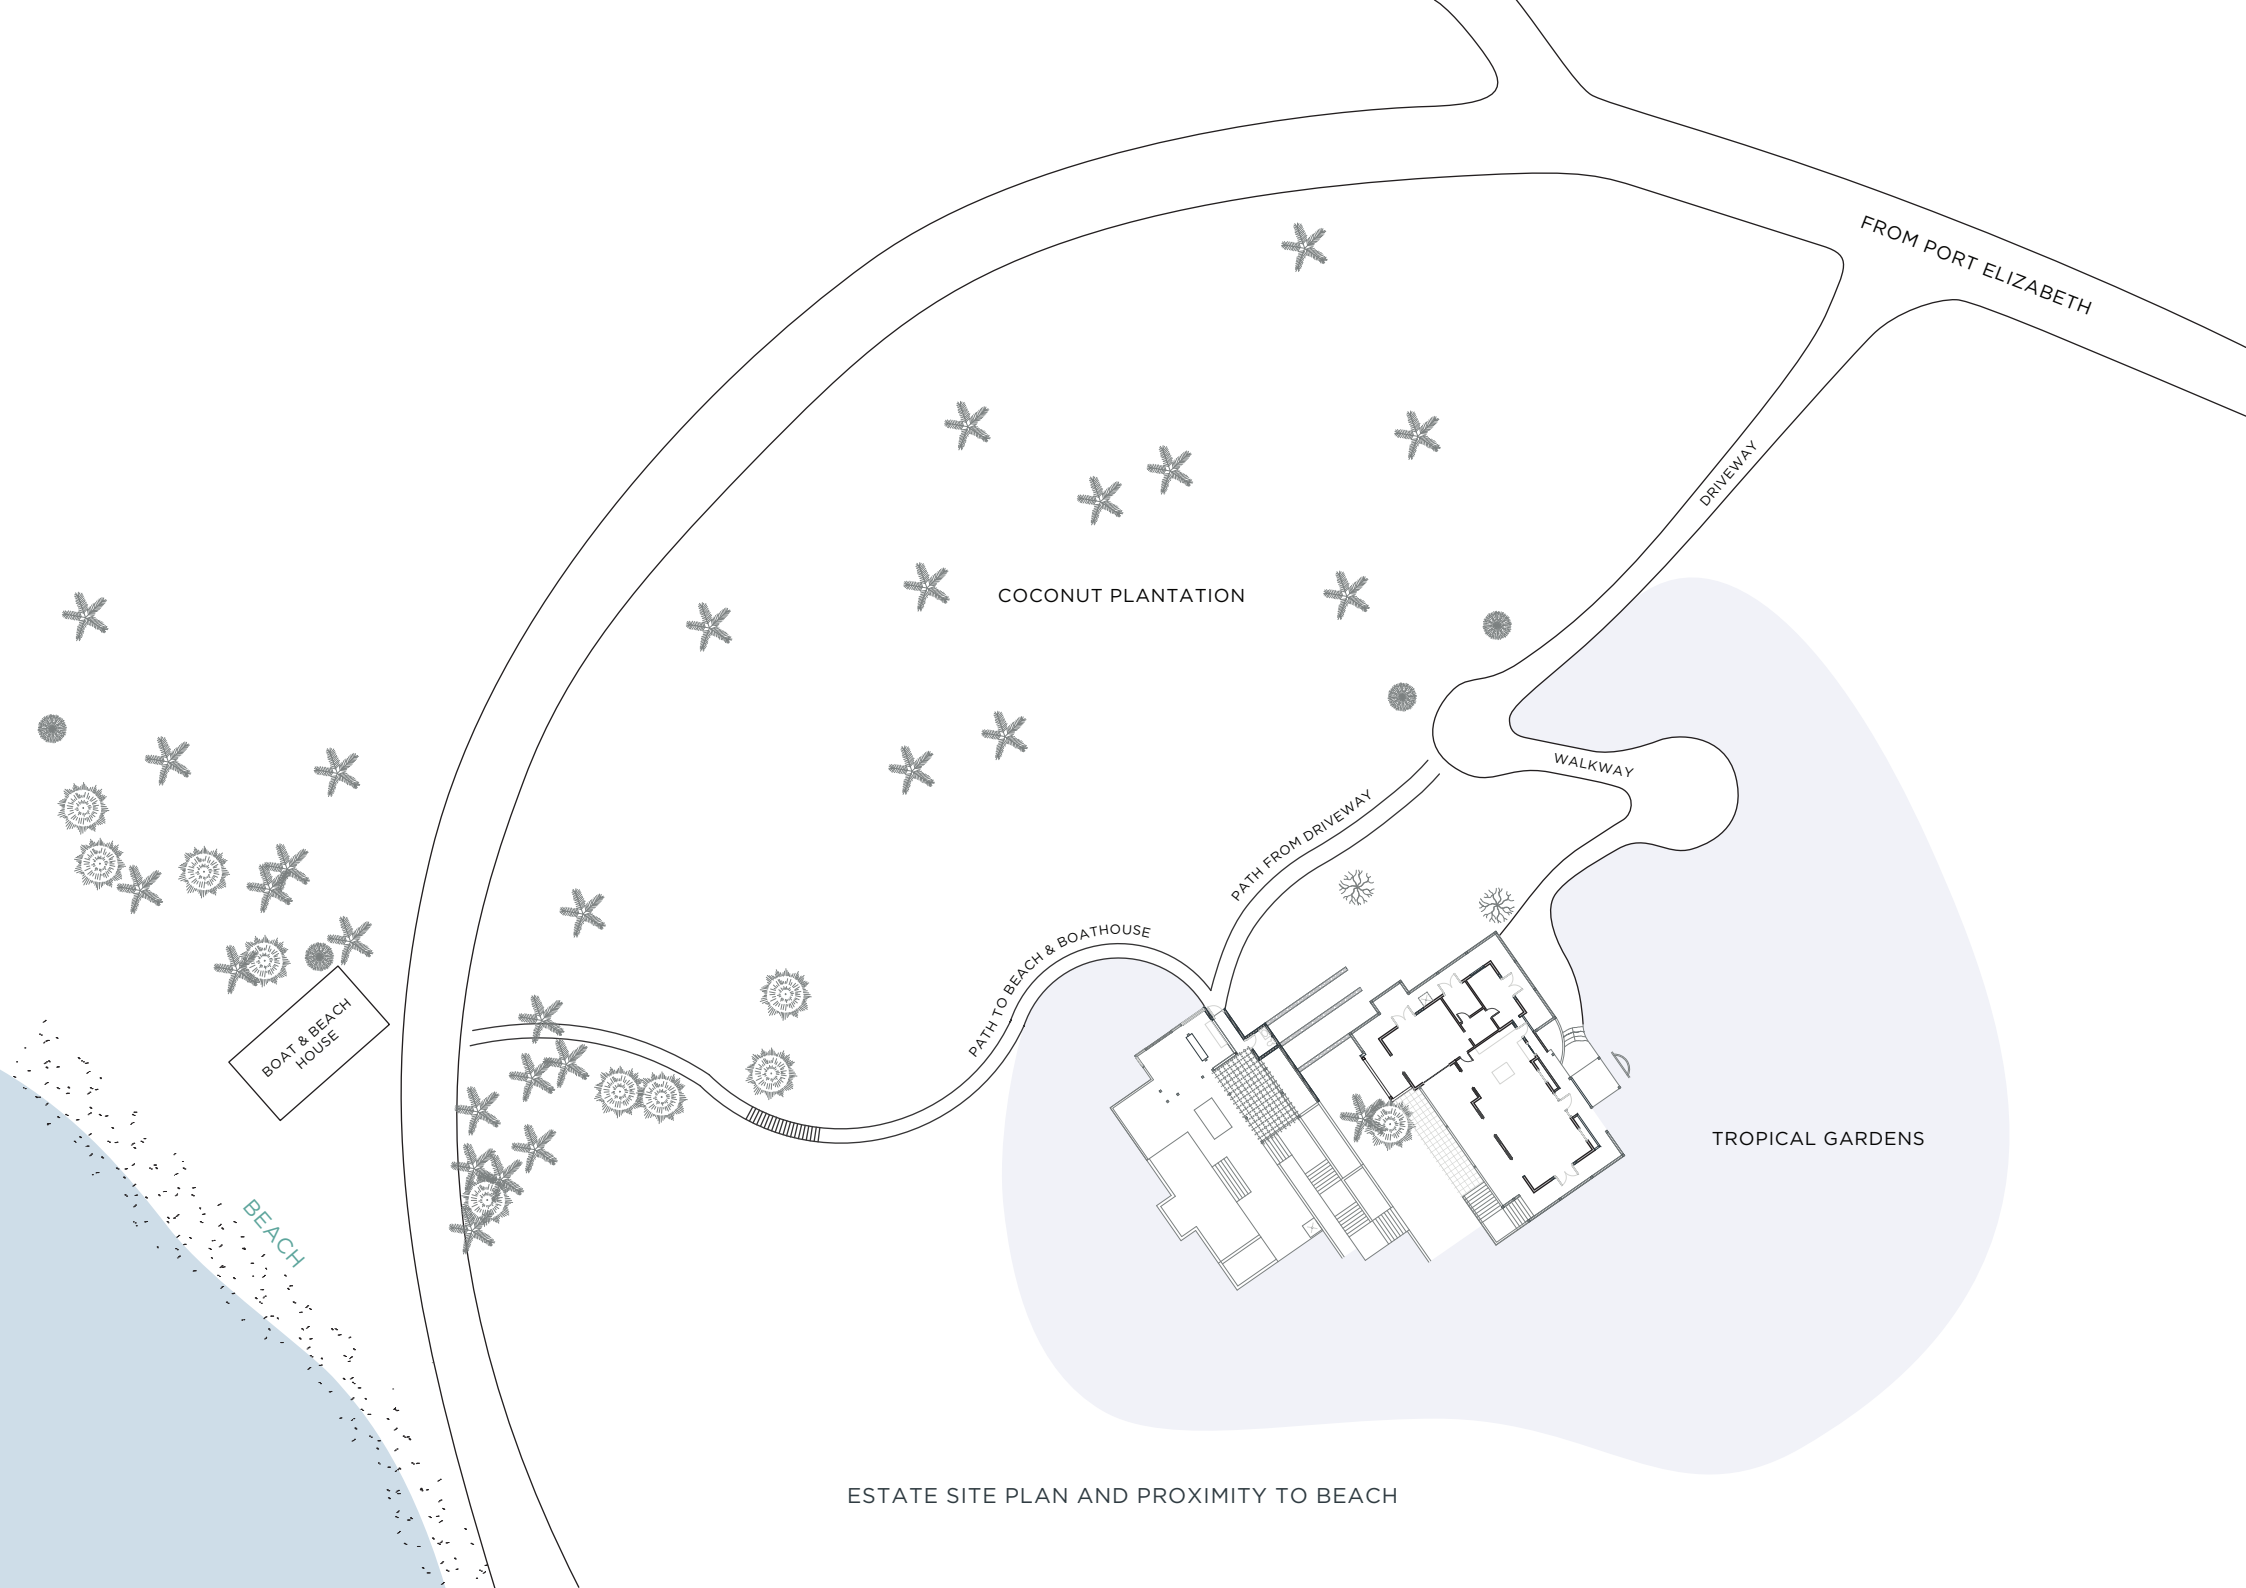 FROM PORT ELIZABETH
DRIVEWAY
COCONUT PLANTATION
WALKWAY
PATH FROM DRIVEWAY
PATH TO BEACH & BOATHOUSE
BOAT & BEACH
HOUSE
TROPICAL GARDENS
BEACH
ESTATE SITE PLAN AND PROXIMITY TO BEACH